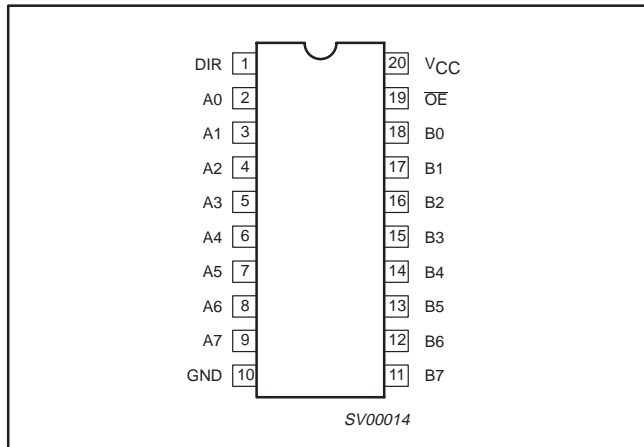 DIR 1 20 VCC
A0 2 19 O̅E̅
A1 3 18 B0
A2 4 17 B1
A3 5 16 B2
A4 6 15 B3
A5 7 14 B4
A6 8 13 B5
A7 9 12 B6
GND 10 11 B7
SV00014